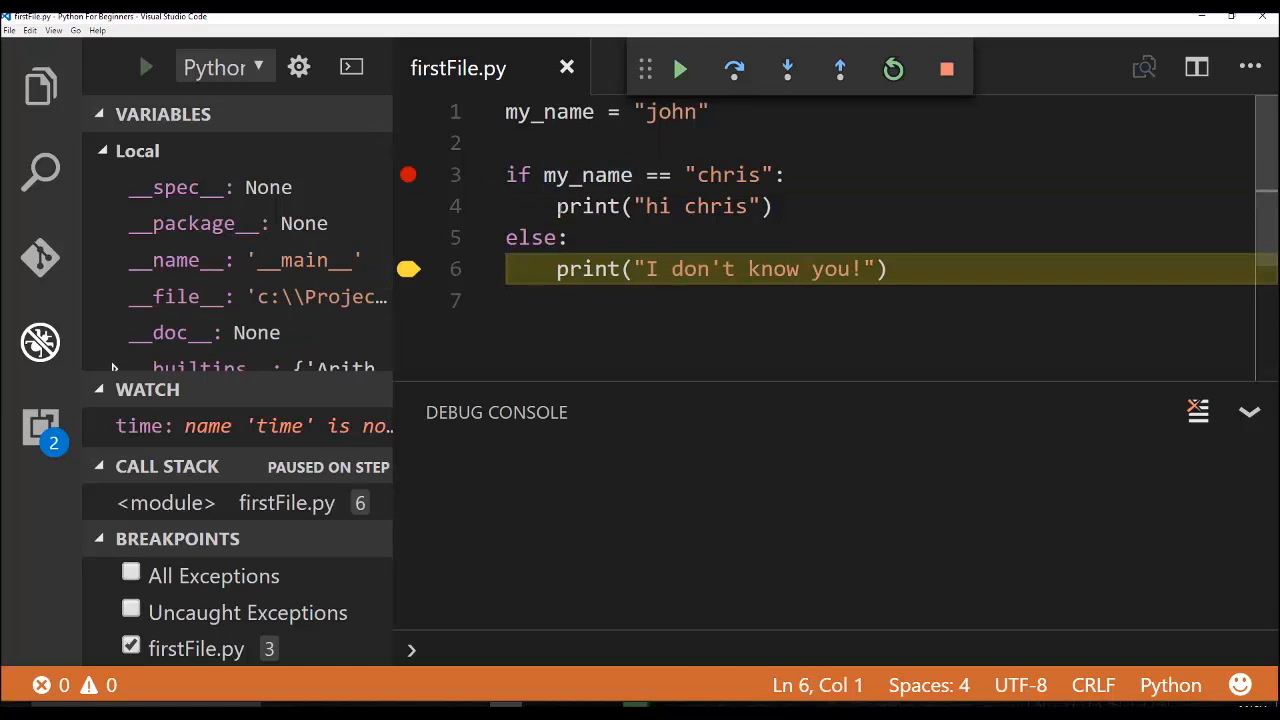 firstFile.py - Python For Beginners - Visual Studio Code
File Edit View Go Help
Python
firstFile.py
VARIABLES
Local
__spec__: None
__package__: None
__name__: '__main__'
__file__: 'c:\\Projec...
__doc__: None
__builtins__: {'Arith
WATCH
time: name 'time' is no...
CALL STACK PAUSED ON STEP
<module> firstFile.py 6
BREAKPOINTS
All Exceptions
Uncaught Exceptions
firstFile.py 3
2
1 my_name = "john"
2
3 if my_name == "chris":
4 print("hi chris")
5 else:
6 print("I don't know you!")
7
DEBUG CONSOLE
0 0 Ln 6, Col 1 Spaces: 4 UTF-8 CRLF Python